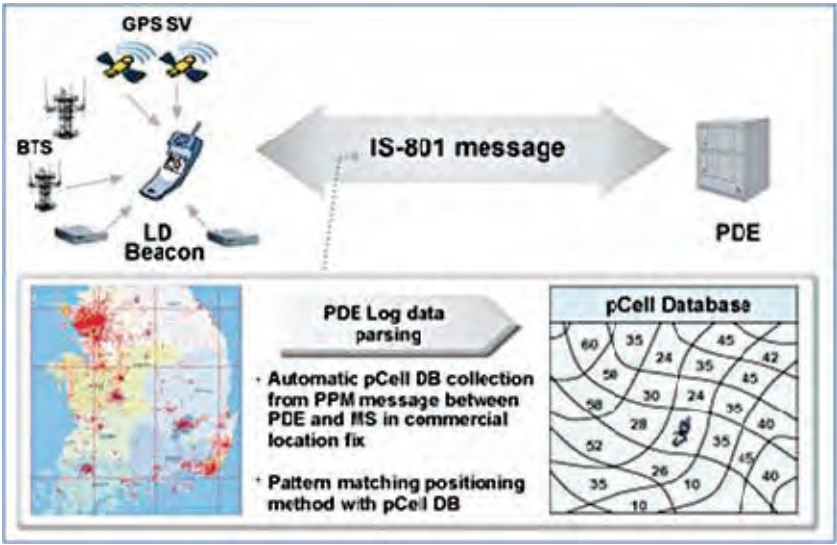 GPS SV
BTS
LD
Beacon
IS-801 message
PDE
PDE Log data
parsing
Automatic pCell DB collection
from PPM message between
PDE and MS in commercial
location fix
Pattern matching positioning
method with pCell DB
pCell Database
60 35 45
24 42
58 35
58 30 24 45
28 35 40
52 35
26 45
35 10 40
10